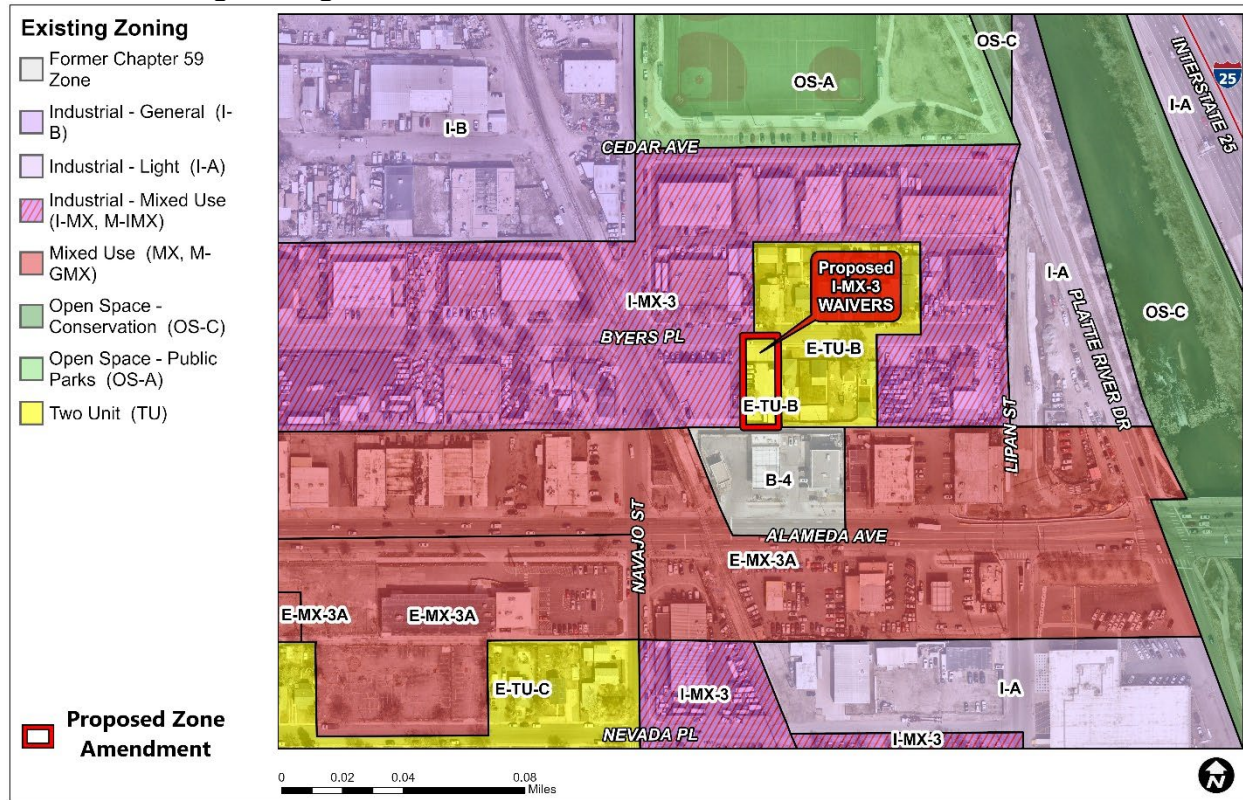 Existing Zoning
Former Chapter 59
Zone
Industrial - General (I-
B)
Industrial - Light (I-A)
Industrial - Mixed Use
(I-MX, M-IMX)
Mixed Use (MX, M-
GMX)
Open Space -
Conservation (OS-C)
Open Space - Public
Parks (OS-A)
Two Unit (TU)
Proposed Zone
Amendment
OS-C
OS-A
I-A
INTERSTATE 25
25
I-B
CEDAR AVE
Proposed
I-MX-3
WAIVERS
I-A
PLATTE RIVER DR
OS-C
I-MX-3
BYERS PL
E-TU-B
E-TU-B
LIPAN ST
B-4
NAVAJO ST
ALAMEDA AVE
E-MX-3A
E-MX-3A
E-MX-3A
E-TU-C
I-MX-3
I-A
NEVADA PL
I-MX-3
0 0.02 0.04 0.08
Miles
N